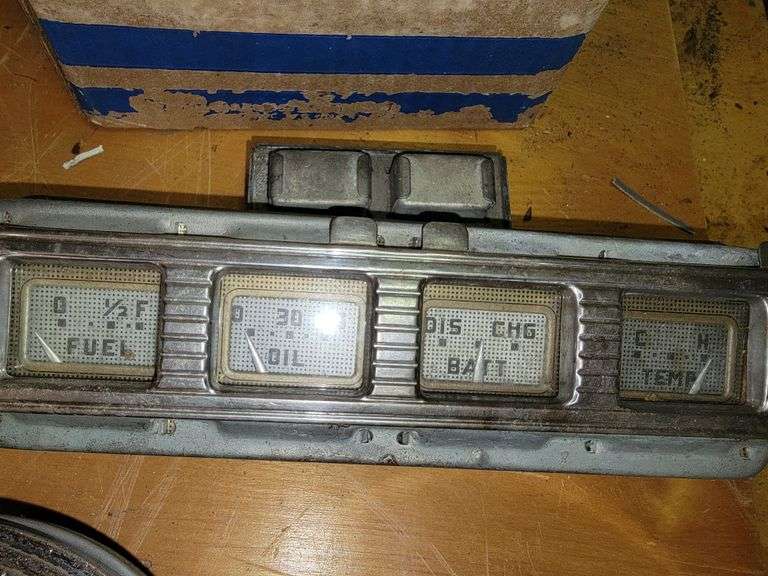 0 ½ F
FUEL
0 30
OIL
DIS CHG
BATT
C H
TEMP